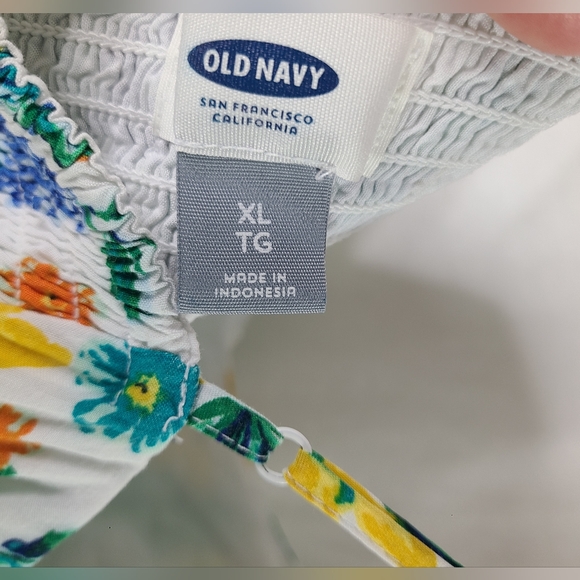 OLD NAVY
SAN FRANCISCO
CALIFORNIA
XL
TG
MADE IN
INDONESIA